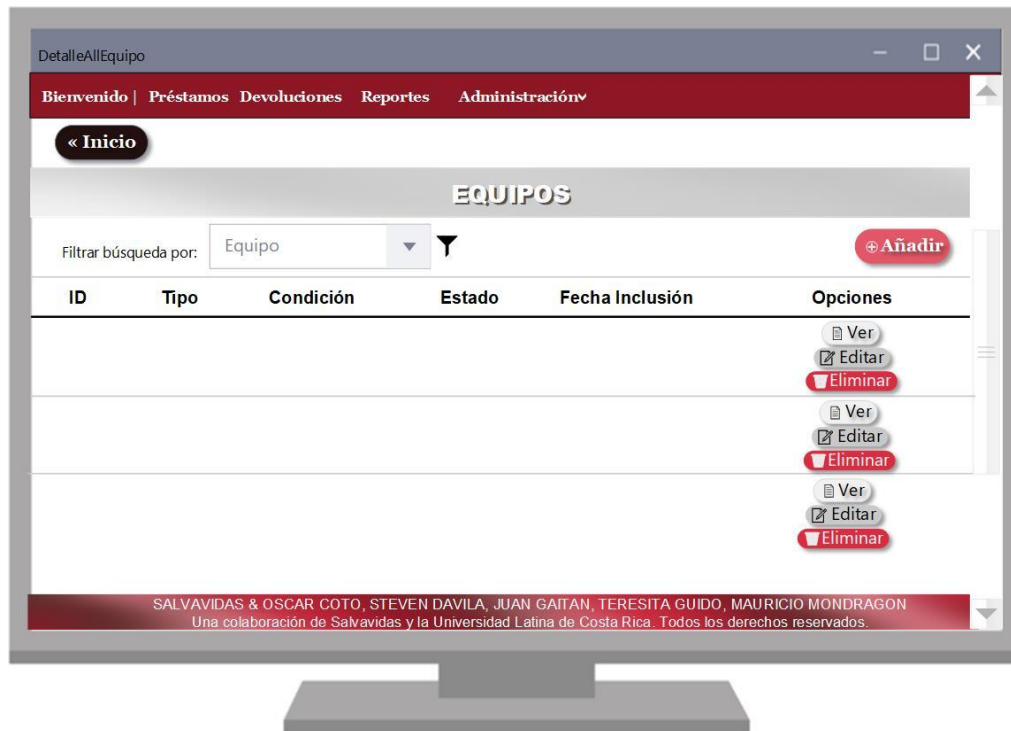 DetalleAllEquipo
Bienvenido | Préstamos Devoluciones Reportes Administración
« Inicio
EQUIPOS
Filtrar búsqueda por: Equipo
Añadir
ID Tipo Condición Estado Fecha Inclusión Opciones
Ver
Editar
Eliminar
Ver
Editar
Eliminar
Ver
Editar
Eliminar
SALVAVIDAS & OSCAR COTO, STEVEN DAVILA, JUAN GAITAN, TERESITA GUIDO, MAURICIO MONDRAGON
Una colaboración de Salvavidas y la Universidad Latina de Costa Rica. Todos los derechos reservados.